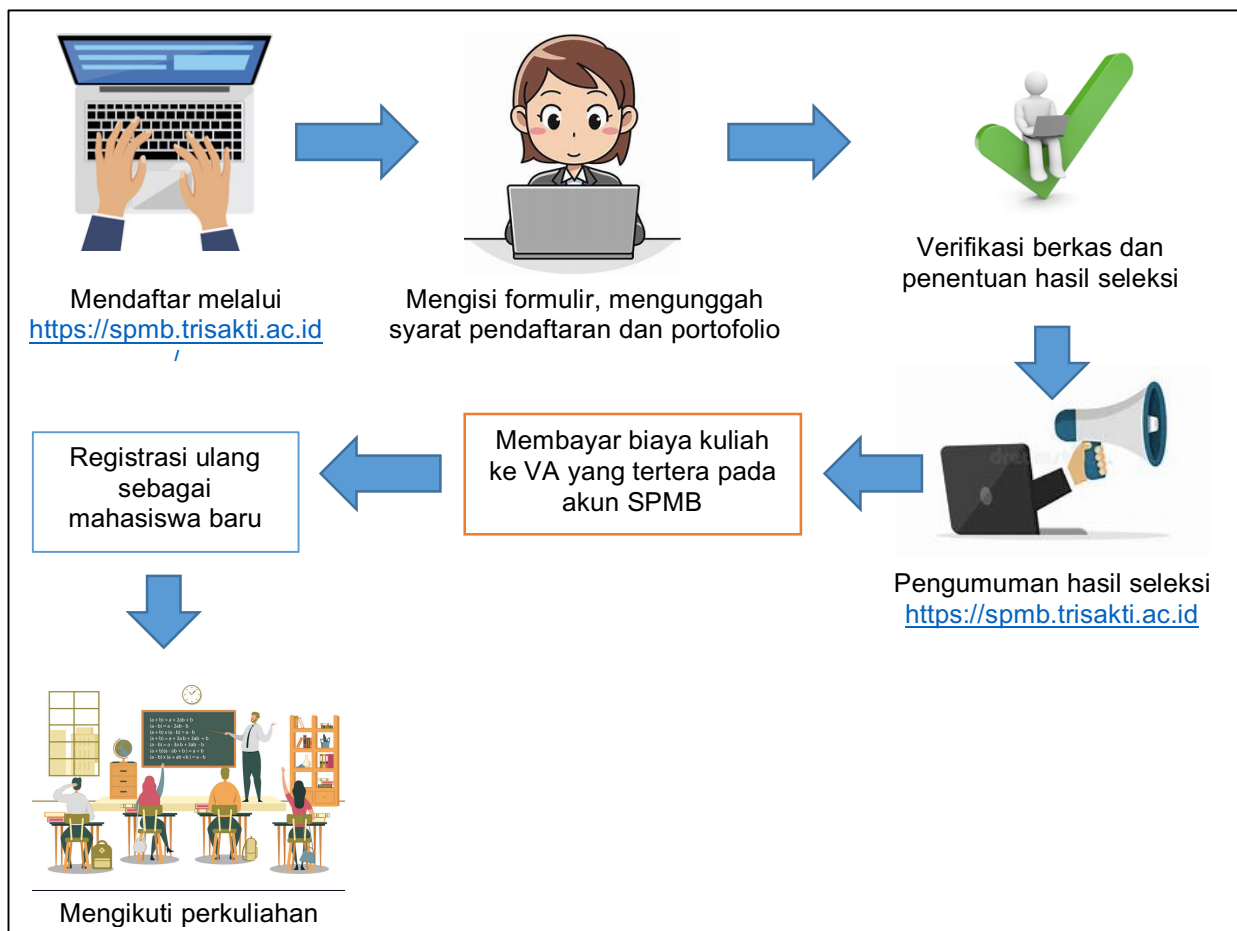 Mendaftar melalui
https://spmb.trisakti.ac.id
/
Mengisi formulir, mengunggah
syarat pendaftaran dan portofolio
Verifikasi berkas dan
penentuan hasil seleksi
Pengumuman hasil seleksi
https://spmb.trisakti.ac.id
Membayar biaya kuliah
ke VA yang tertera pada
akun SPMB
Registrasi ulang
sebagai
mahasiswa baru
Mengikuti perkuliahan